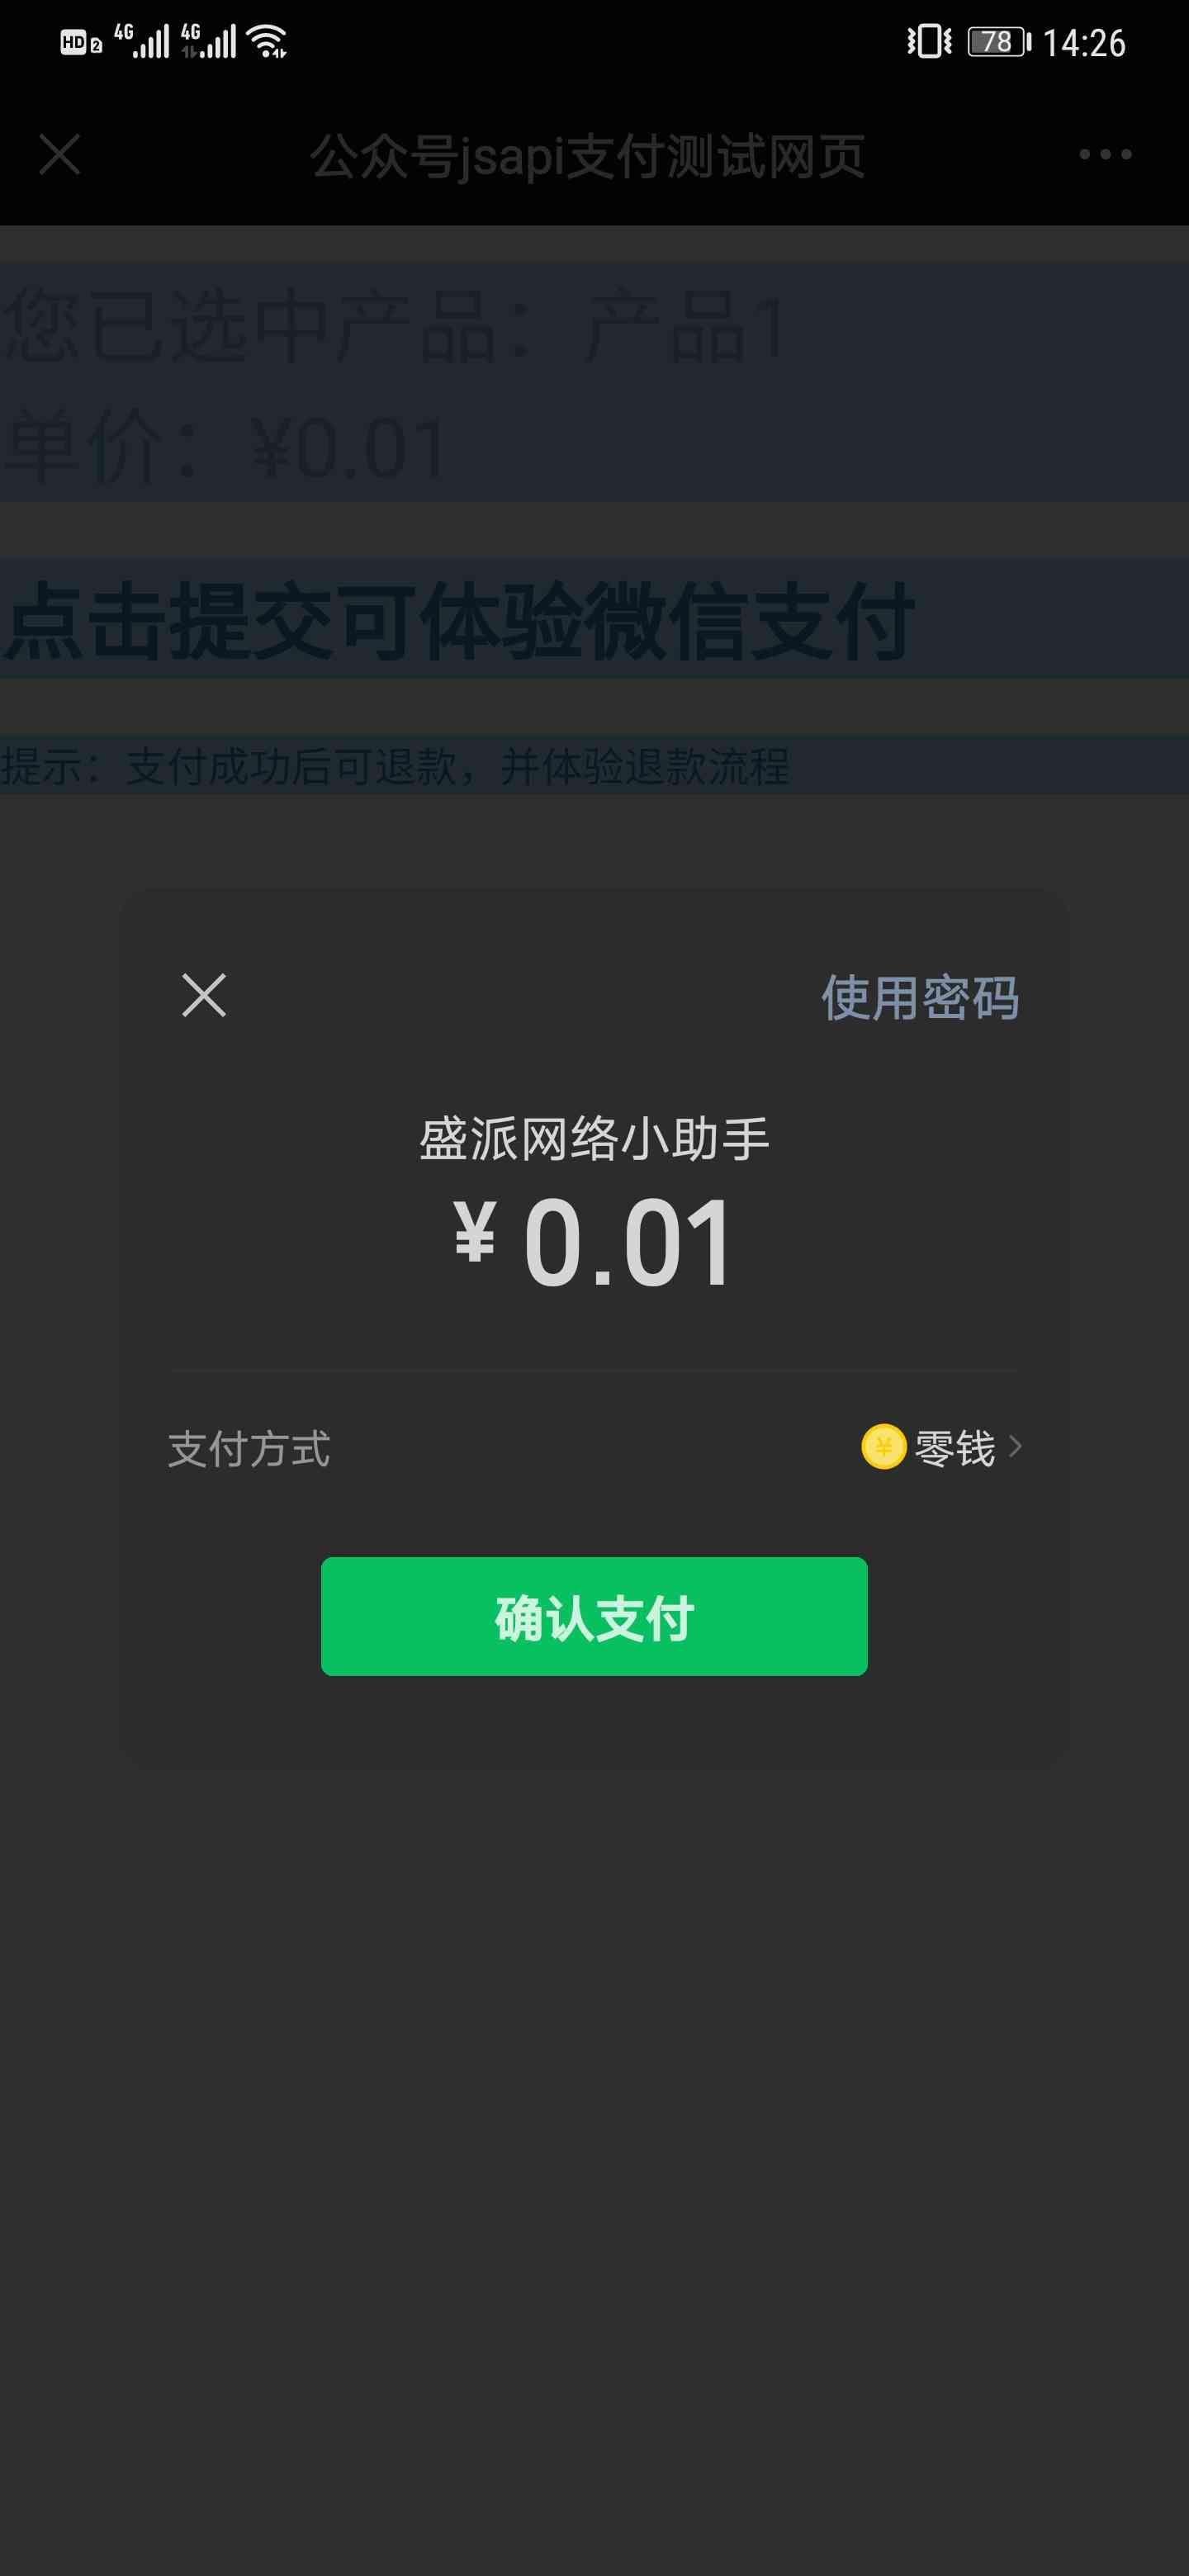 HD 2 4G 4G 78 14:26
公众号jsapi支付测试网页
您已选中产品：产品1
单价：¥0.01
点击提交可体验微信支付
提示：支付成功后可退款，并体验退款流程
使用密码
盛派网络小助手
¥ 0.01
支付方式 ¥ 零钱
确认支付